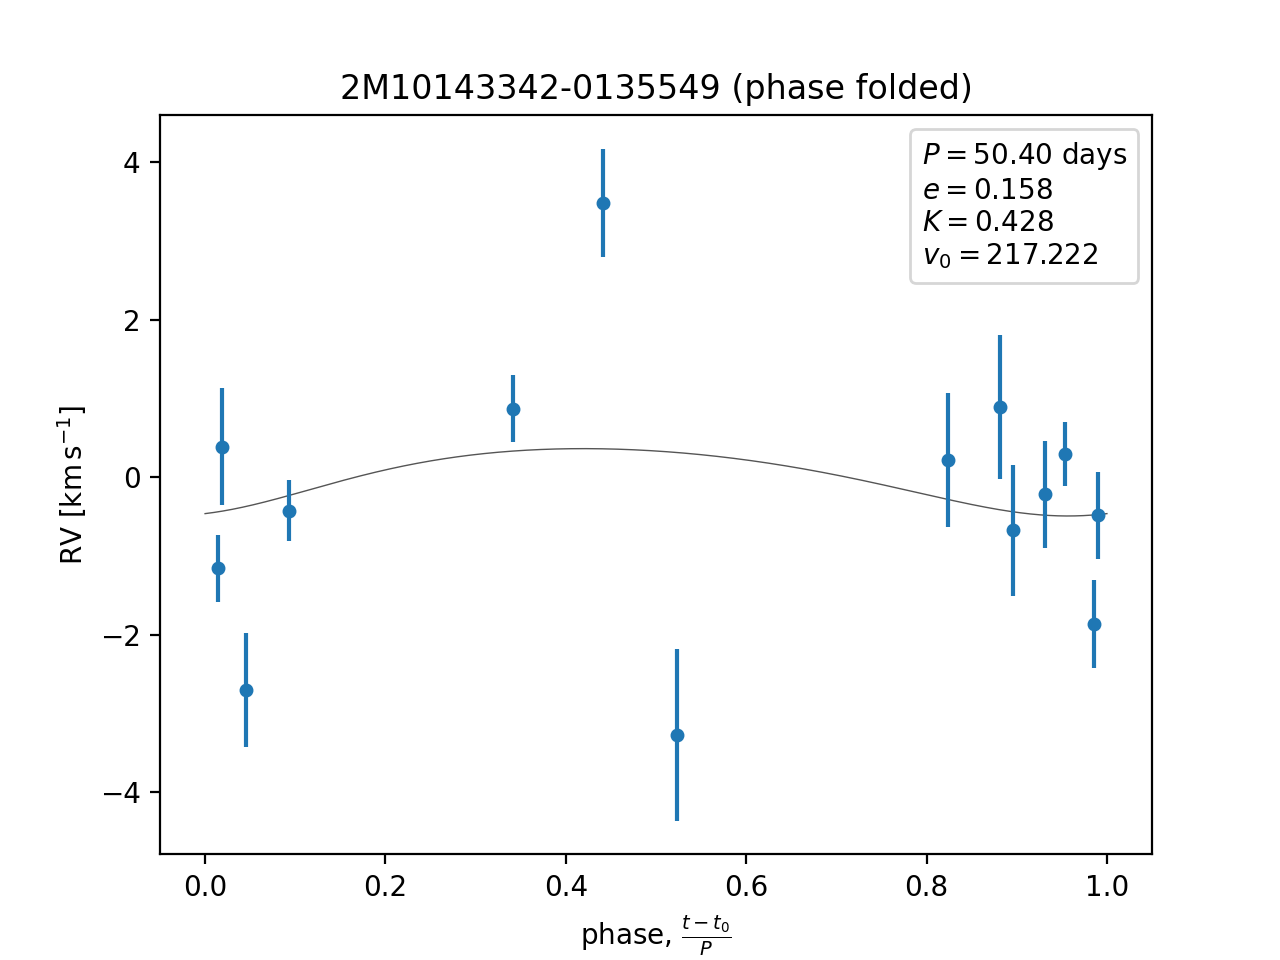 2M10143342-0135549 (phase folded)
P = 50.40 days
e = 0.158
K = 0.428
v₀ = 217.222
RV [km s⁻¹]
4
2
0
−2
−4
0.0 0.2 0.4 0.6 0.8 1.0
phase, (t − t₀)/P